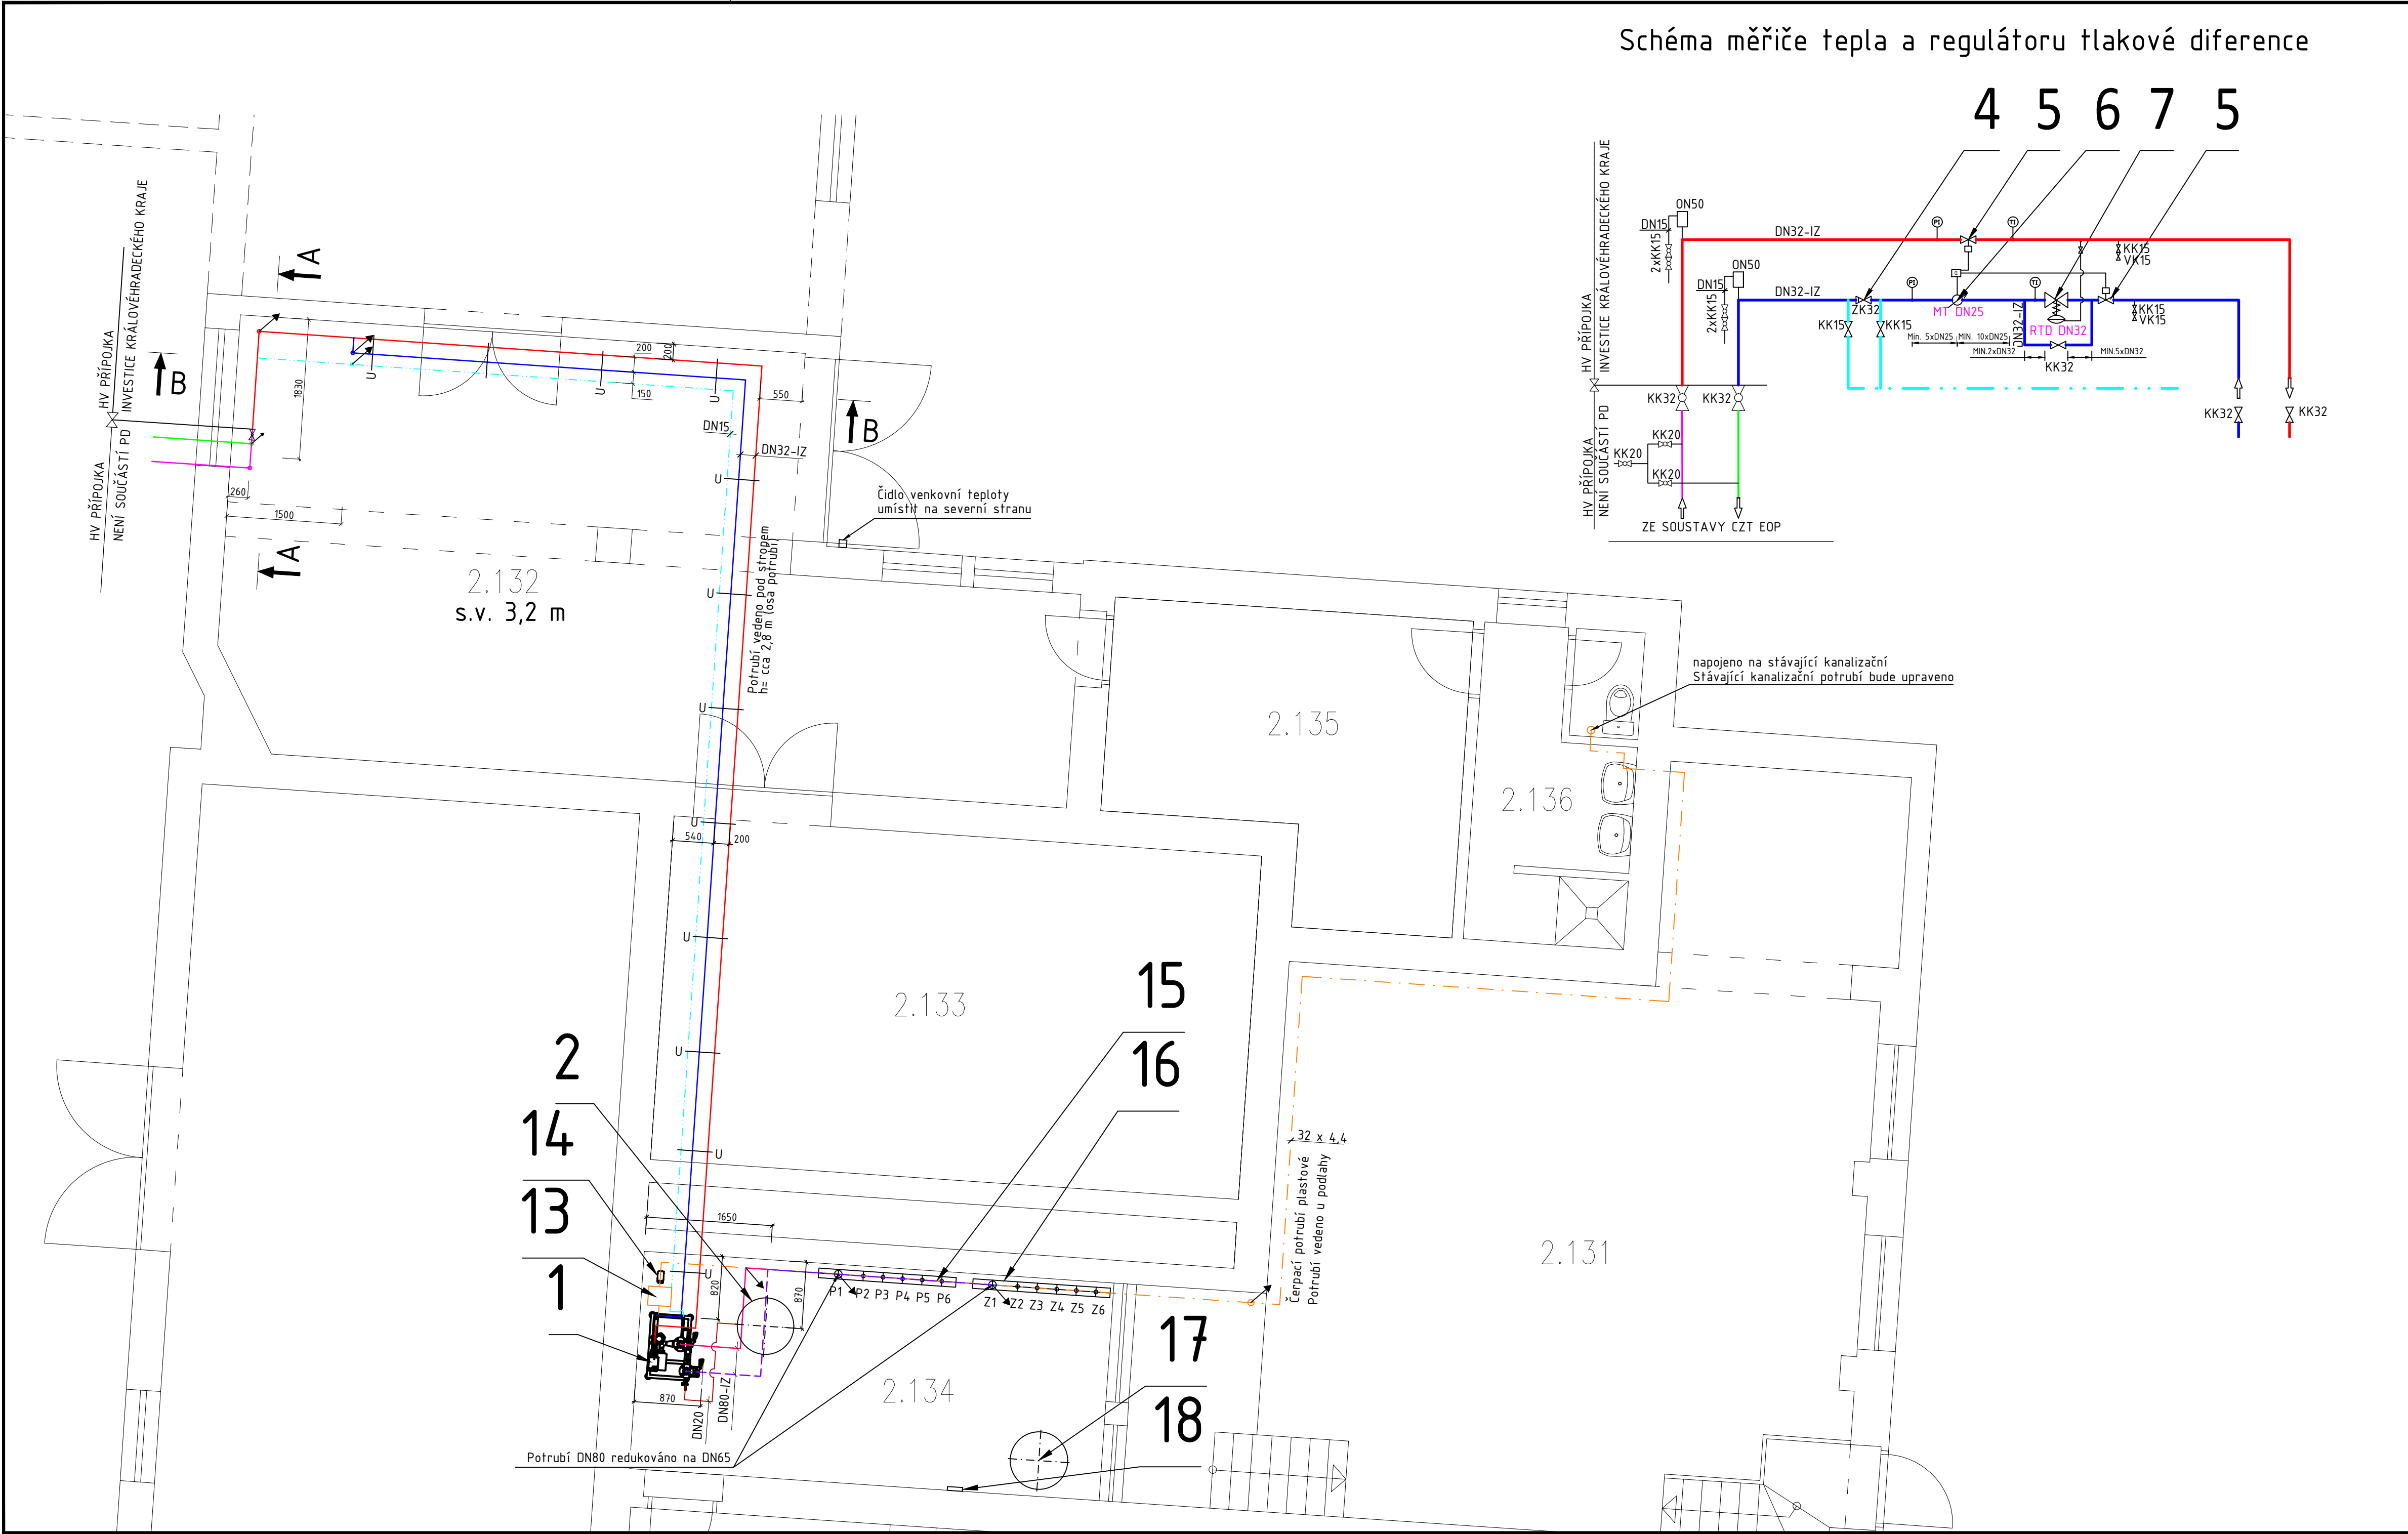 Schéma měřiče tepla a regulátoru tlakové diference
4
5
6
7
5
HV PŘÍPOJKA
INVESTICE KRÁLOVÉHRADECKÉHO KRAJE
HV PŘÍPOJKA
NENÍ SOUČÁSTÍ PD
DN15
2xKK15
ON50
DN32-IZ
PI
TI
KK15
VK15
DN15
2xKK15
ON50
DN32-IZ
ZK32
PI
MT DN25
TI
RTD DN32
DN32-IZ
KK15
VK15
KK15
KK15
Min. 5xDN25
MIN. 10xDN25
MIN.2xDN32
MIN.5xDN32
KK32
KK32
KK32
KK32
KK32
KK20
KK20
KK20
ZE SOUSTAVY CZT EOP
HV PŘÍPOJKA
INVESTICE KRÁLOVÉHRADECKÉHO KRAJE
HV PŘÍPOJKA
NENÍ SOUČÁSTÍ PD
A
B
A
B
1830
260
1500
200
200
150
550
DN15
DN32-IZ
U
U
U
U
U
U
U
U
U
U
U
Čidlo venkovní teploty
umístit na severní stranu
2.132
s.v. 3,2 m
Potrubí vedeno pod stropem
h= cca 2,8 m (osa potrubí)
2.135
2.136
napojeno na stávající kanalizační
Stávající kanalizační potrubí bude upraveno
540
200
2.133
15
16
2
14
13
1
1650
820
870
P1
P2
P3
P4
P5
P6
Z1
Z2
Z3
Z4
Z5
Z6
32 x 4,4
Čerpací potrubí plastové
Potrubí vedeno u podlahy
2.131
17
18
2.134
870
DN20
DN80-IZ
Potrubí DN80 redukováno na DN65